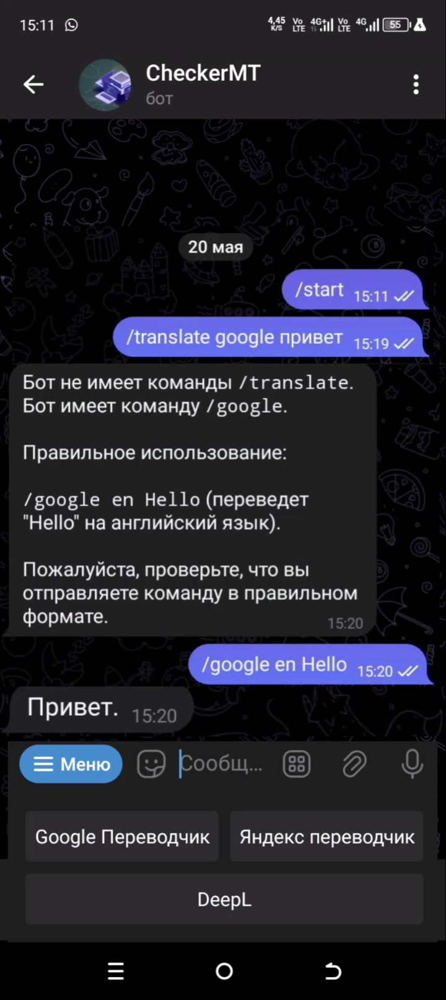 15:11
4,45 K/S Vo LTE 4G+ Vo LTE 4G 55
CheckerMT
бот
20 мая
/start 15:11
/translate google привет 15:19
Бот не имеет команды /translate.
Бот имеет команду /google.
Правильное использование:
/google en Hello (переведет
"Hello" на английский язык).
Пожалуйста, проверьте, что вы
отправляете команду в правильном
формате.
15:20
/google en Hello 15:20
Привет. 15:20
Меню Сообщ...
Google Переводчик Яндекс переводчик
DeepL